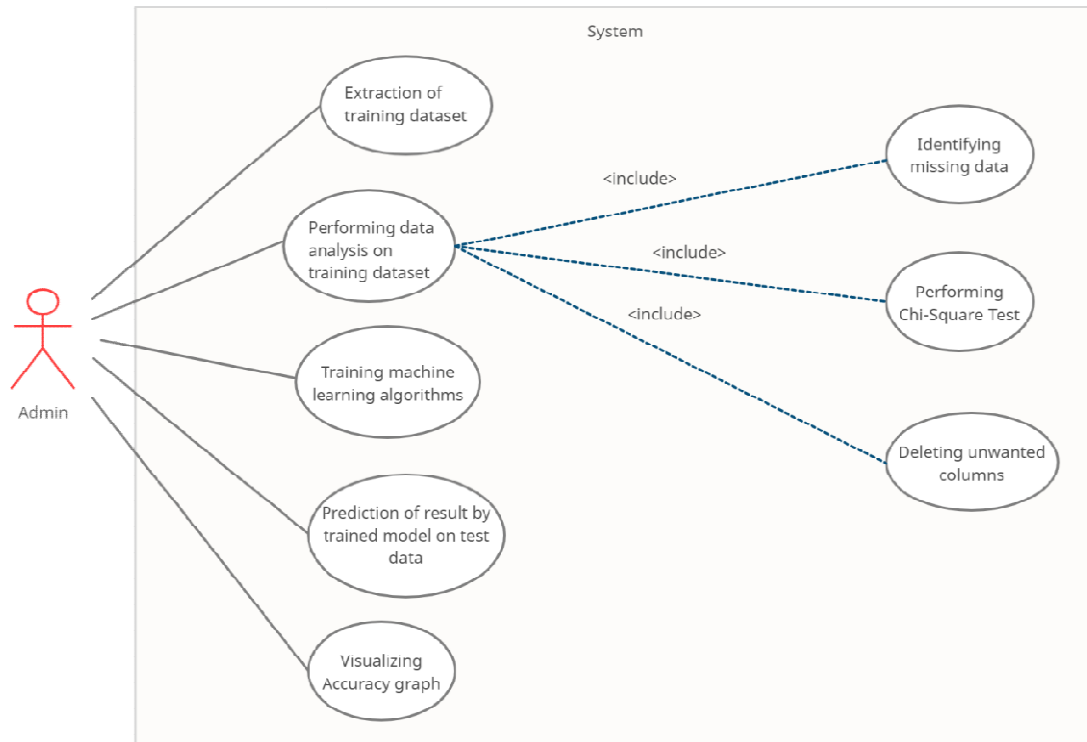 System
Extraction of
training dataset
Identifying
missing data
<include>
Performing data
analysis on
training dataset
<include>
Performing
Chi-Square Test
<include>
Training machine
learning algorithms
Admin
Deleting unwanted
columns
Prediction of result by
trained model on test
data
Visualizing
Accuracy graph